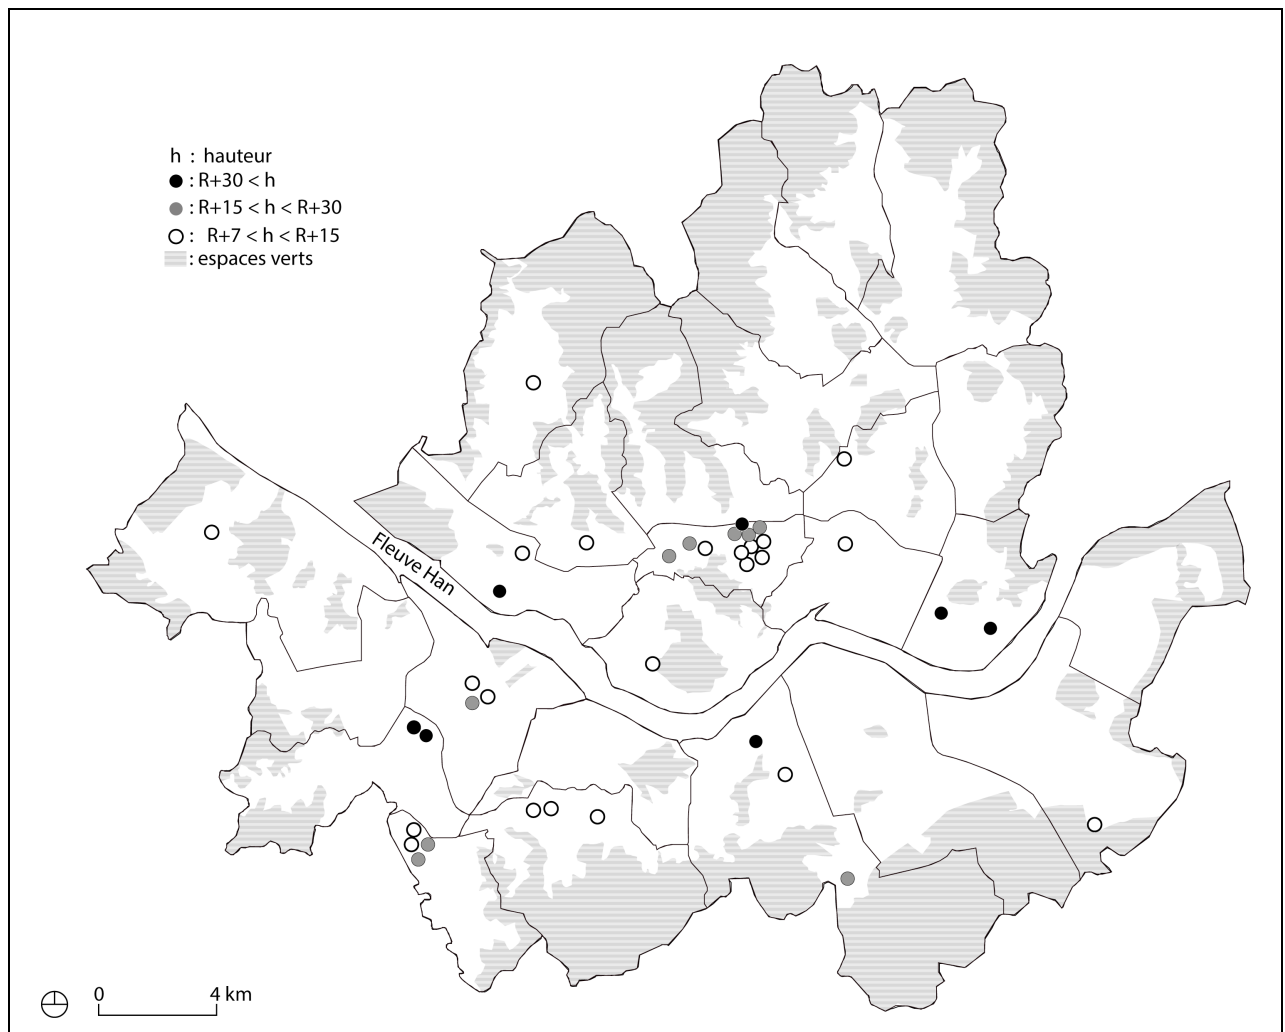 h : hauteur
: R+30 < h
: R+15 < h < R+30
: R+7 < h < R+15
: espaces verts
Fleuve Han
0 4 km